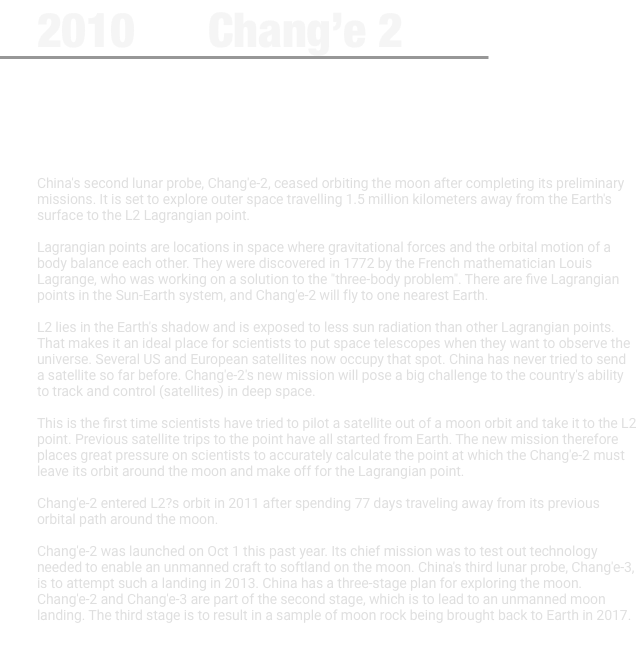 2010 Chang’e 2
China's second lunar probe, Chang'e-2, ceased orbiting the moon after completing its preliminary
missions. It is set to explore outer space travelling 1.5 million kilometers away from the Earth's
surface to the L2 Lagrangian point.
Lagrangian points are locations in space where gravitational forces and the orbital motion of a
body balance each other. They were discovered in 1772 by the French mathematician Louis
Lagrange, who was working on a solution to the "three-body problem". There are five Lagrangian
points in the Sun-Earth system, and Chang'e-2 will fly to one nearest Earth.
L2 lies in the Earth's shadow and is exposed to less sun radiation than other Lagrangian points.
That makes it an ideal place for scientists to put space telescopes when they want to observe the
universe. Several US and European satellites now occupy that spot. China has never tried to send
a satellite so far before. Chang'e-2's new mission will pose a big challenge to the country's ability
to track and control (satellites) in deep space.
This is the first time scientists have tried to pilot a satellite out of a moon orbit and take it to the L2
point. Previous satellite trips to the point have all started from Earth. The new mission therefore
places great pressure on scientists to accurately calculate the point at which the Chang'e-2 must
leave its orbit around the moon and make off for the Lagrangian point.
Chang'e-2 entered L2?s orbit in 2011 after spending 77 days traveling away from its previous
orbital path around the moon.
Chang'e-2 was launched on Oct 1 this past year. Its chief mission was to test out technology
needed to enable an unmanned craft to softland on the moon. China's third lunar probe, Chang'e-3,
is to attempt such a landing in 2013. China has a three-stage plan for exploring the moon.
Chang'e-2 and Chang'e-3 are part of the second stage, which is to lead to an unmanned moon
landing. The third stage is to result in a sample of moon rock being brought back to Earth in 2017.